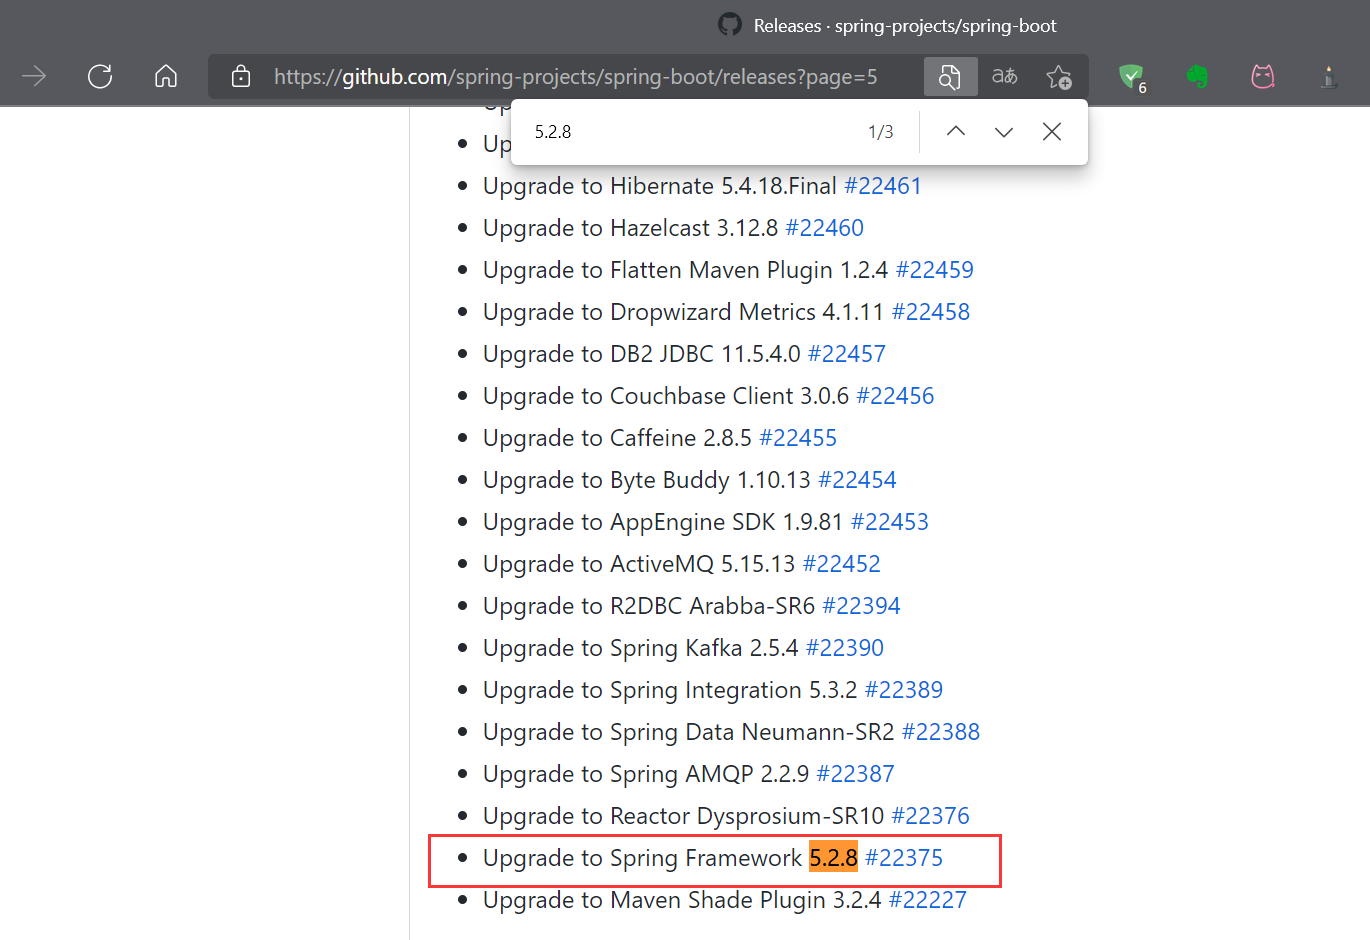 Releases · spring-projects/spring-boot
https://github.com/spring-projects/spring-boot/releases?page=5
aあ
6
5.2.8
1/3
Up
Upgrade to Hibernate 5.4.18.Final #22461
Upgrade to Hazelcast 3.12.8 #22460
Upgrade to Flatten Maven Plugin 1.2.4 #22459
Upgrade to Dropwizard Metrics 4.1.11 #22458
Upgrade to DB2 JDBC 11.5.4.0 #22457
Upgrade to Couchbase Client 3.0.6 #22456
Upgrade to Caffeine 2.8.5 #22455
Upgrade to Byte Buddy 1.10.13 #22454
Upgrade to AppEngine SDK 1.9.81 #22453
Upgrade to ActiveMQ 5.15.13 #22452
Upgrade to R2DBC Arabba-SR6 #22394
Upgrade to Spring Kafka 2.5.4 #22390
Upgrade to Spring Integration 5.3.2 #22389
Upgrade to Spring Data Neumann-SR2 #22388
Upgrade to Spring AMQP 2.2.9 #22387
Upgrade to Reactor Dysprosium-SR10 #22376
Upgrade to Spring Framework 5.2.8 #22375
Upgrade to Maven Shade Plugin 3.2.4 #22227